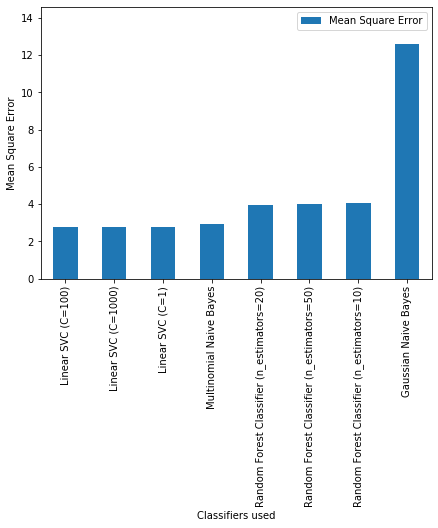 Mean Square Error
14
12
10
8
6
4
2
0
Mean Square Error
Linear SVC (C=100)
Linear SVC (C=1000)
Linear SVC (C=1)
Multinomial Naive Bayes
Random Forest Classifier (n_estimators=20)
Random Forest Classifier (n_estimators=50)
Random Forest Classifier (n_estimators=10)
Gaussian Naive Bayes
Classifiers used